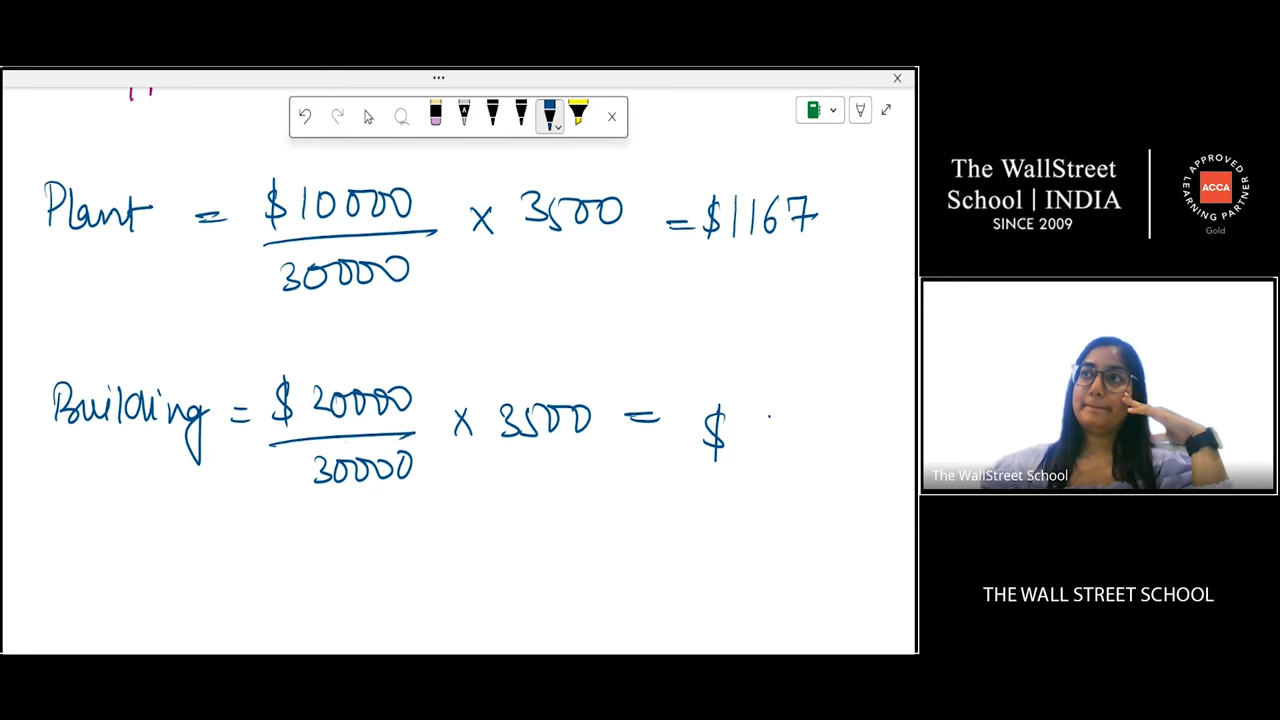 Plant = $10000 / 30000 × 3500 = $1167
Building = $20000 / 30000 × 3500 = $
The WallStreet
School | INDIA
SINCE 2009
APPROVED
ACCA
LEARNING PARTNER
Gold
The WallStreet School
THE WALL STREET SCHOOL